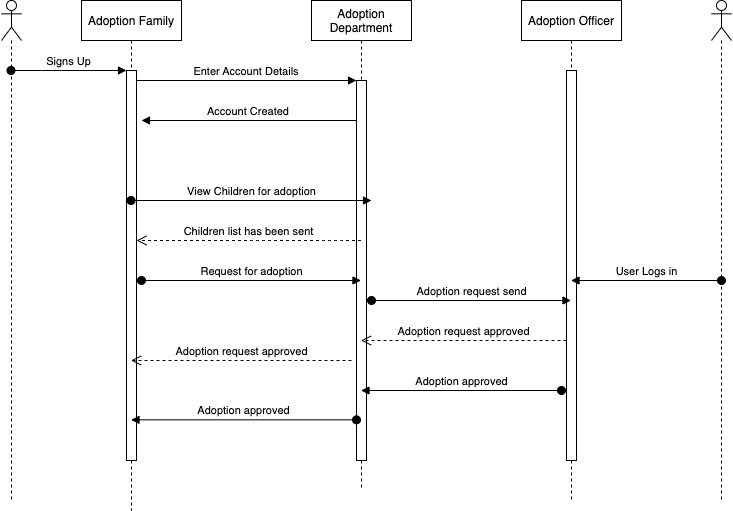 Adoption Family
Adoption
Department
Adoption Officer
Signs Up
Enter Account Details
Account Created
View Children for adoption
Children list has been sent
Request for adoption
User Logs in
Adoption request send
Adoption request approved
Adoption request approved
Adoption approved
Adoption approved